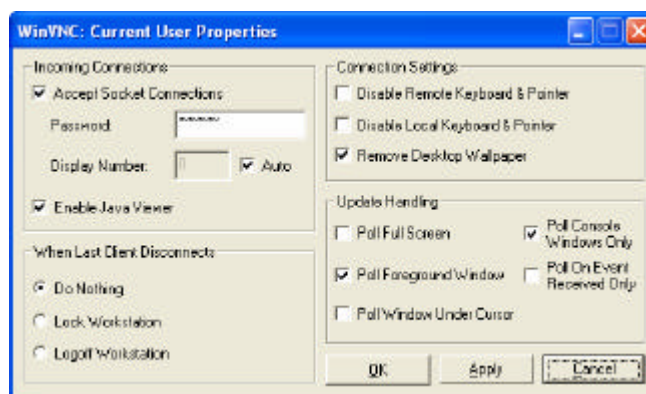 WinVNC: Current User Properties
Incoming Connections
Accept Socket Connections
Password:
Display Number:
Auto
Enable Java Viewer
When Last Client Disconnects
Do Nothing
Lock Workstation
Logoff Workstation
Connection Settings
Disable Remote Keyboard & Pointer
Disable Local Keyboard & Pointer
Remove Desktop Wallpaper
Update Handling
Poll Full Screen
Poll Console
Windows Only
Poll Foreground Window
Poll On Event
Received Only
Poll Window Under Cursor
OK
Apply
Cancel